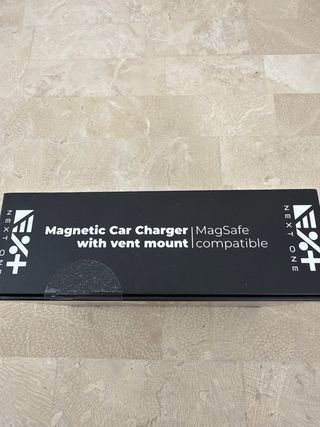 NEXT ONE
Magnetic Car Charger
with vent mount
MagSafe
compatible
NEXT ONE